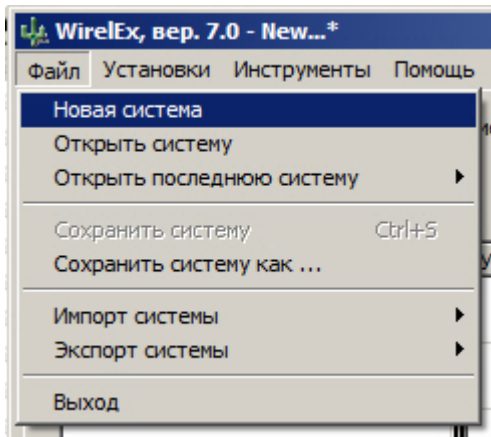 WirelEx, вер. 7.0 - New...*
Файл Установки Инструменты Помощь
Новая система
Открыть систему
Открыть последнюю систему
Сохранить систему Ctrl+S
Сохранить систему как ...
Импорт системы
Экспорт системы
Выход